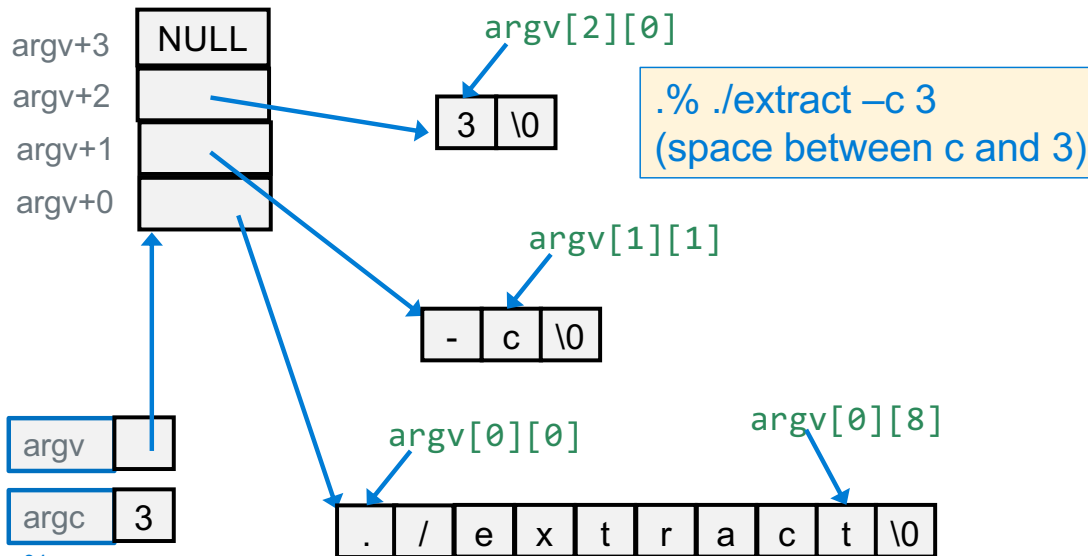 argv+3 NULL
argv[2][0]
argv+2
3 \0
.% ./extract –c 3
(space between c and 3)
argv+1
argv+0
argv[1][1]
- c \0
argv
argv[0][0]
argv[0][8]
argc 3
. / e x t r a c t \0